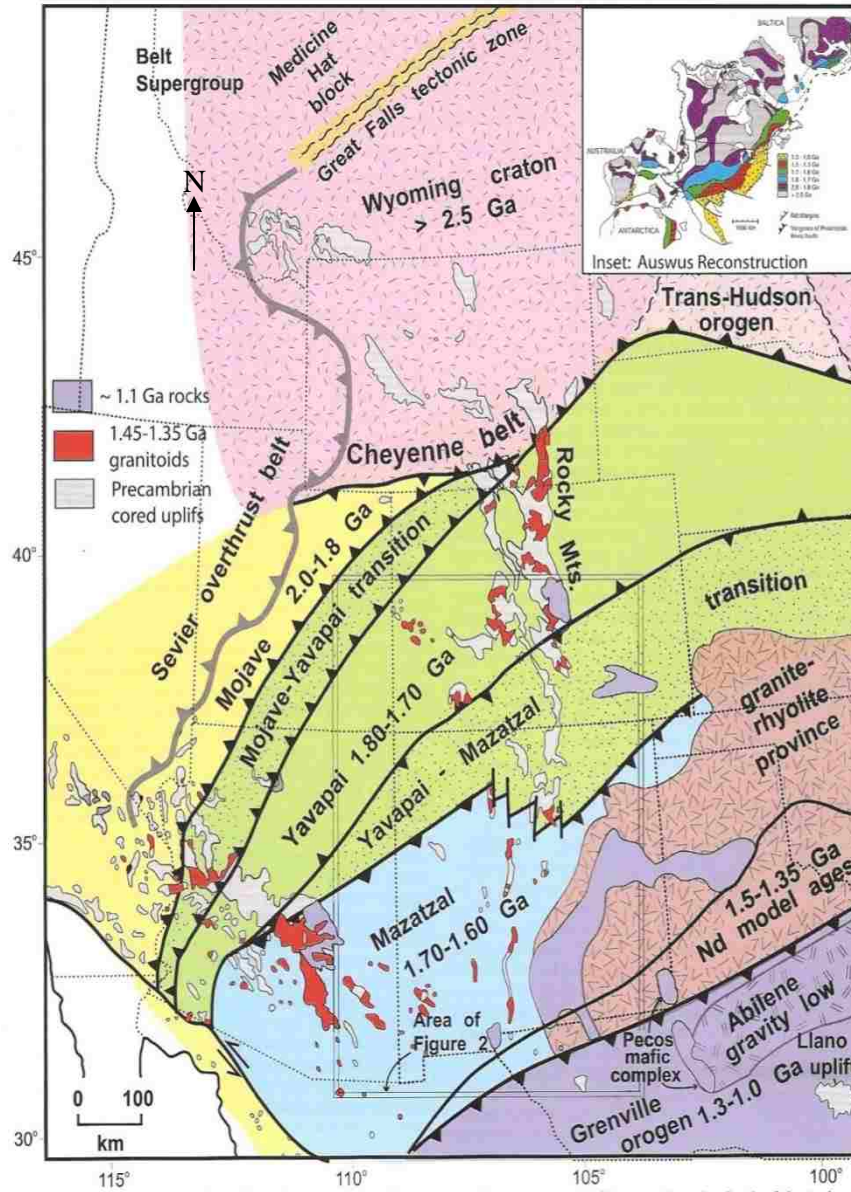 Belt
Supergroup
Medicine
Hat
block
Great Falls tectonic zone
N
Wyoming craton
> 2.5 Ga
BALTICA
AUSTRAILIA
ANTARCTICA
Inset: Auswus Reconstruction
Trans-Hudson
orogen
45°
40°
35°
30°
~ 1.1 Ga rocks
1.45-1.35 Ga
granitoids
Precambrian
cored uplifs
Cheyenne belt
Rocky Mts.
Sevier overthrust belt
Mojave 2.0-1.8 Ga
Mojave-Yavapai transition
Yavapai 1.80-1.70 Ga
Yavapai - Mazatzal
transition
granite-
rhyolite
province
Mazatzal
1.70-1.60 Ga
1.5-1.35 Ga
Nd model ages
Area of
Figure 2
Pecos
mafic
complex
Abilene
gravity low
Llano
uplift
Grenville
orogen 1.3-1.0 Ga
0 100
km
115° 110° 105° 100°